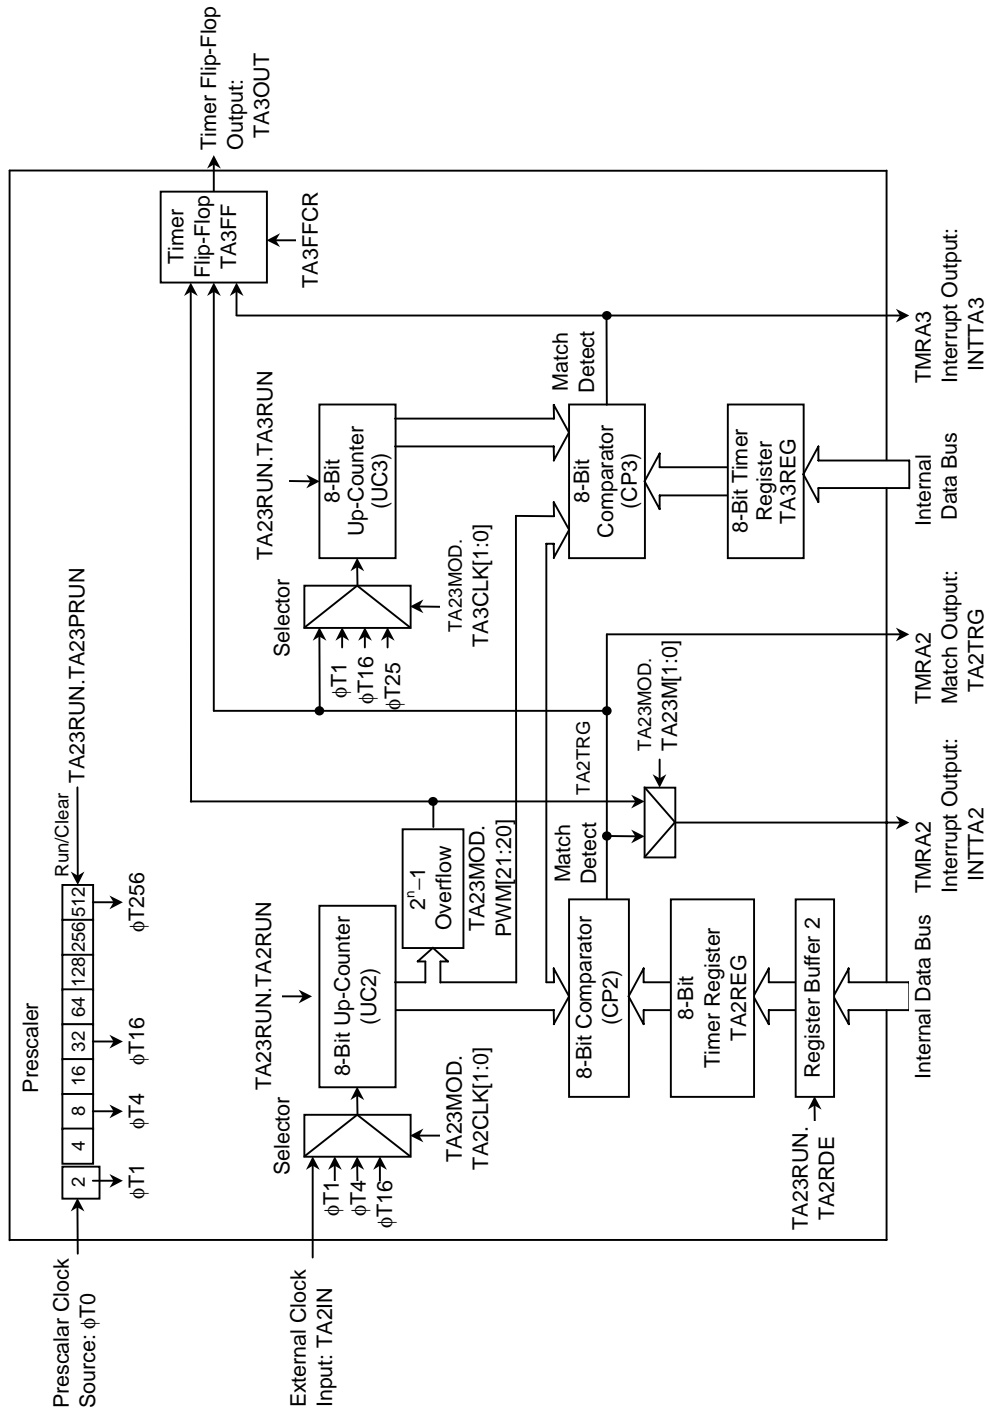 Prescaler
Prescalar Clock
Source: φT0
2
4
8
16
32
64
128
256
512
Run/Clear
TA23RUN.TA23PRUN
φT1
φT4
φT16
φT256
External Clock
Input: TA2IN
Selector
φT1
φT4
φT16
TA23MOD.
TA2CLK[1:0]
TA23RUN.TA2RUN
8-Bit Up-Counter
(UC2)
2ⁿ−1
Overflow
TA23MOD.
PWM[21:20]
Selector
φT1
φT16
φT25
TA23MOD.
TA3CLK[1:0]
TA23RUN.TA3RUN
8-Bit
Up-Counter
(UC3)
Timer
Flip-Flop
TA3FF
TA3FFCR
Timer Flip-Flop
Output:
TA3OUT
8-Bit Comparator
(CP2)
Match
Detect
TA2TRG
8-Bit
Timer Register
TA2REG
Register Buffer 2
TA23RUN.
TA2RDE
TA23MOD.
TA23M[1:0]
8-Bit
Comparator
(CP3)
Match
Detect
8-Bit Timer
Register
TA3REG
Internal Data Bus
TMRA2
Interrupt Output:
INTTA2
TMRA2
Match Output:
TA2TRG
Internal
Data Bus
TMRA3
Interrupt Output:
INTTA3